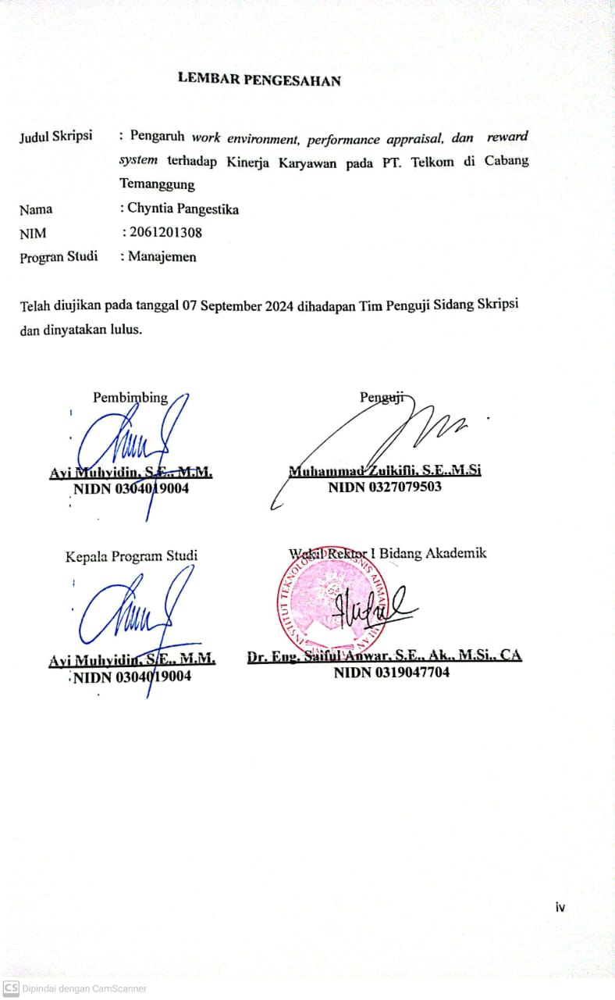 LEMBAR PENGESAHAN
Judul Skripsi : Pengaruh work environment, performance appraisal, dan reward
system terhadap Kinerja Karyawan pada PT. Telkom di Cabang
Temanggung
Nama : Chyntia Pangestika
NIM : 2061201308
Progran Studi : Manajemen
Telah diujikan pada tanggal 07 September 2024 dihadapan Tim Penguji Sidang Skripsi
dan dinyatakan lulus.
Pembimbing
Ayi Muhyidin, S.E., M.M.
NIDN 0304019004
Penguji
Muhammad Zulkifli, S.E.,M.Si
NIDN 0327079503
Kepala Program Studi
Ayi Muhyidin, S.E., M.M.
NIDN 0304019004
Wakil Rektor I Bidang Akademik
INSTITUT TEKNOLOGI
Dr. Eng. Saiful Anwar, S.E., Ak., M.Si., CA
NIDN 0319047704
iv
CS Dipindai dengan CamScanner